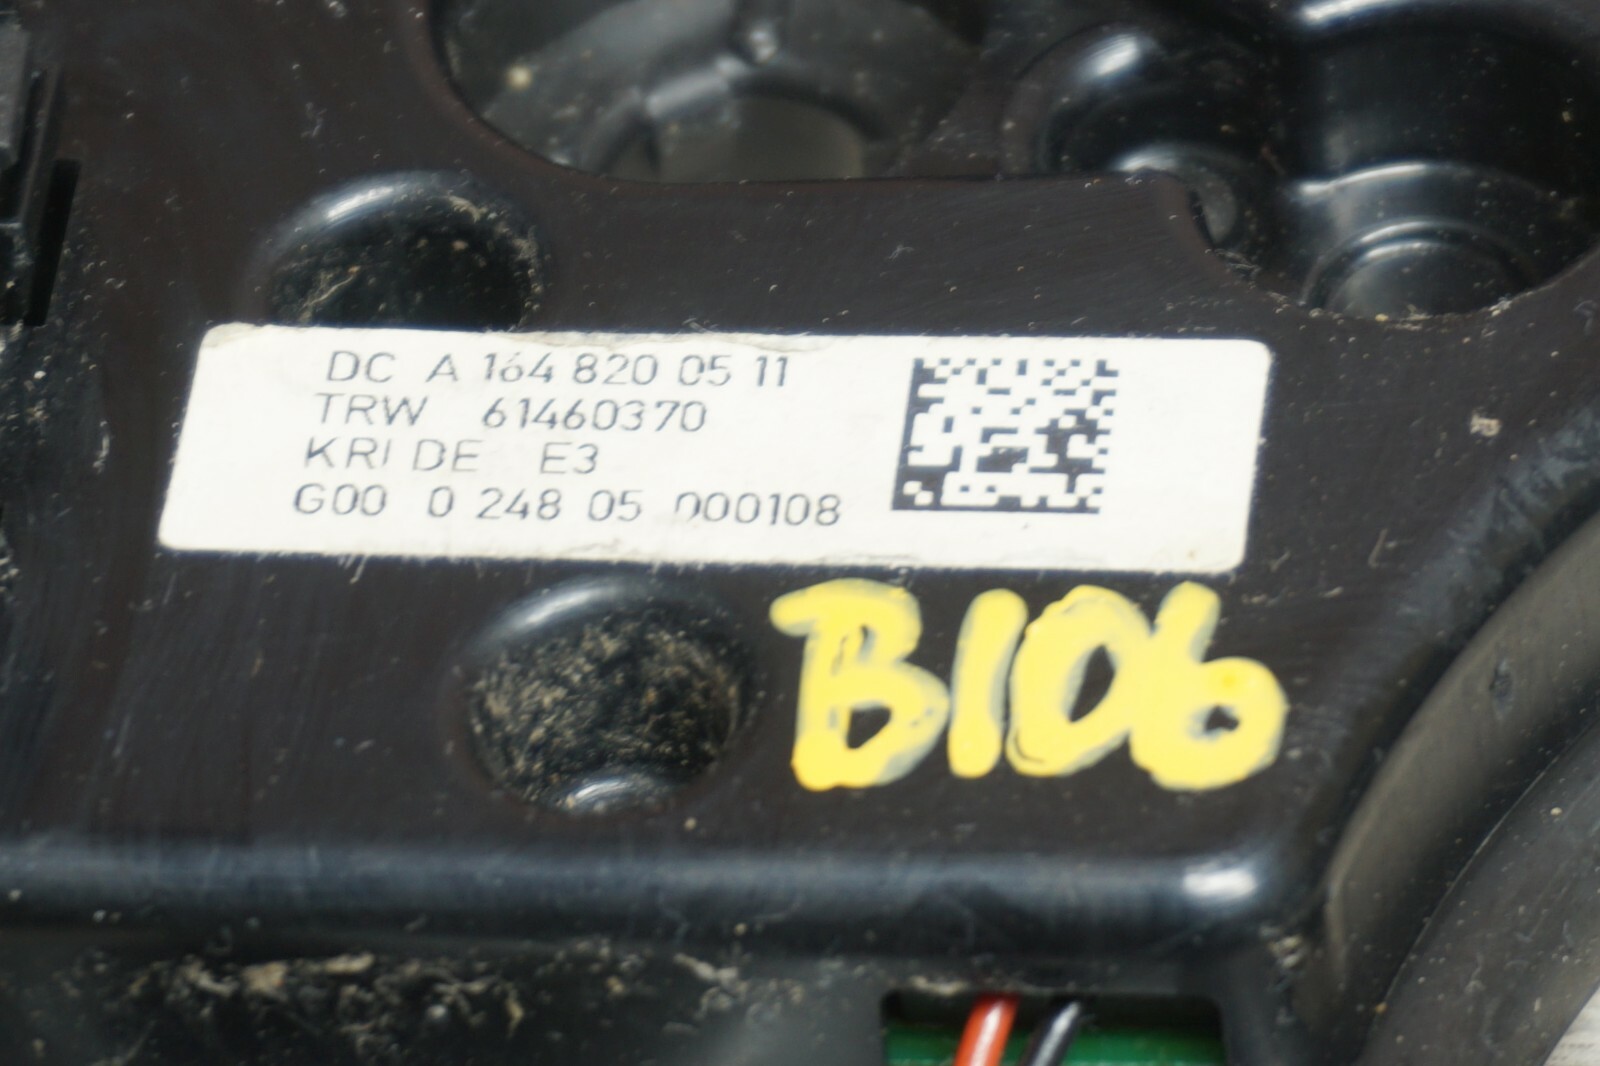 DC A 164 820 05 11
TRW 61460370
KRI DE E3
G00 0 248 05 000108
B106